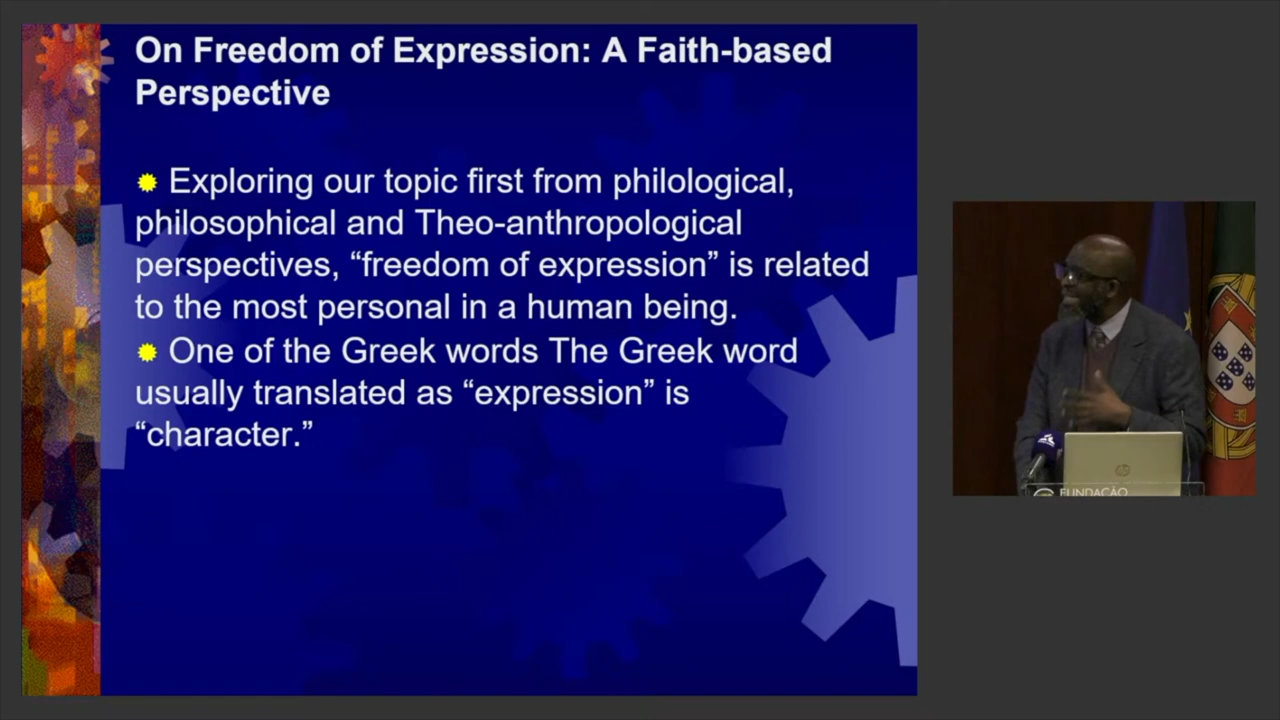 On Freedom of Expression: A Faith-based
Perspective
Exploring our topic first from philological,
philosophical and Theo-anthropological
perspectives, “freedom of expression” is related
to the most personal in a human being.
One of the Greek words The Greek word
usually translated as “expression” is
“character.”
FUNDAÇÃO